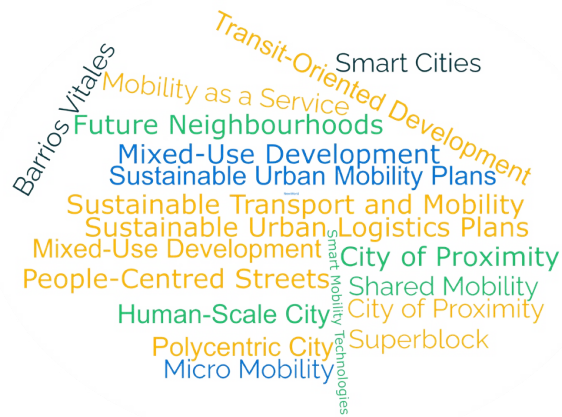 Transit-Oriented Development
Smart Cities
Barrios Vitales
Mobility as a Service
Future Neighbourhoods
Mixed-Use Development
Sustainable Urban Mobility Plans
Sustainable Transport and Mobility
Sustainable Urban Logistics Plans
Mixed-Use Development
City of Proximity
People-Centred Streets
Smart Mobility Technologies
Shared Mobility
City of Proximity
Human-Scale City
Superblock
Polycentric City
Micro Mobility